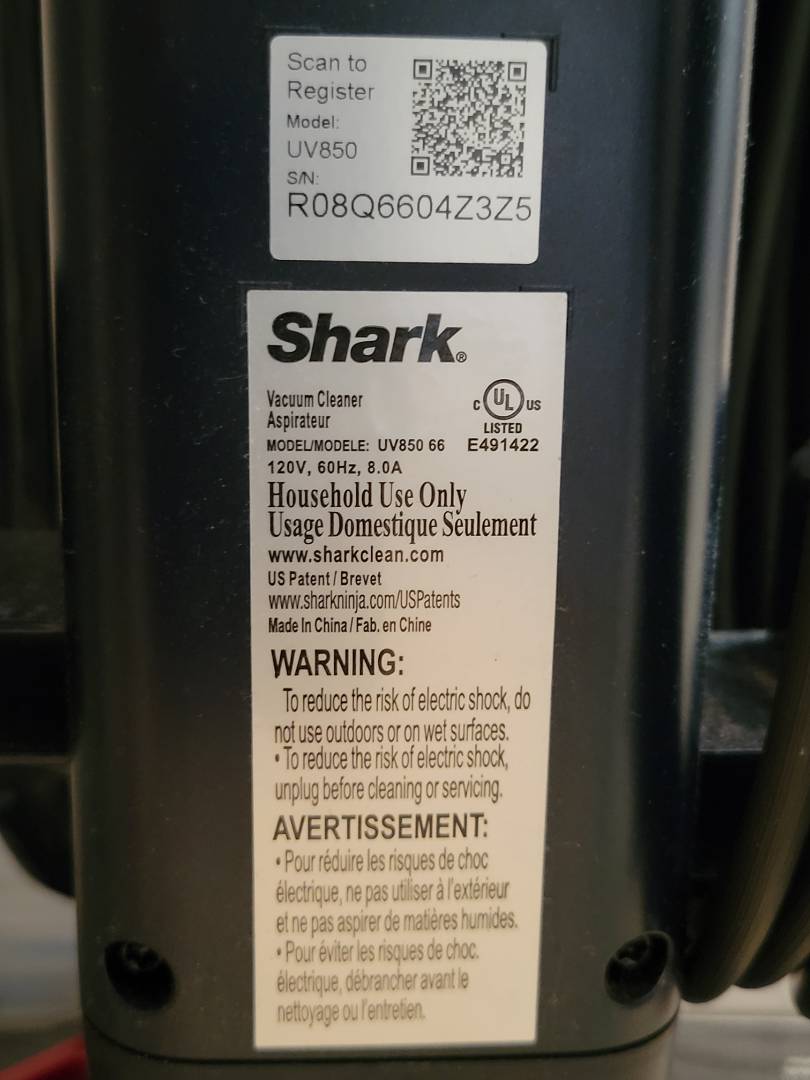 Scan to
Register
Model:
UV850
S/N:
R08Q6604Z3Z5
Shark®
Vacuum Cleaner
Aspirateur
C UL US
LISTED
MODEL/MODELE: UV850 66 E491422
120V, 60Hz, 8.0A
Household Use Only
Usage Domestique Seulement
www.sharkclean.com
US Patent / Brevet
www.sharkninja.com/USPatents
Made In China / Fab. en Chine
WARNING:
To reduce the risk of electric shock, do
not use outdoors or on wet surfaces.
• To reduce the risk of electric shock,
unplug before cleaning or servicing.
AVERTISSEMENT:
• Pour réduire les risques de choc
électrique, ne pas utiliser à l'extérieur
et ne pas aspirer de matières humides.
• Pour éviter les risques de choc.
électrique, débrancher avant le
nettoyage ou l'entretien.